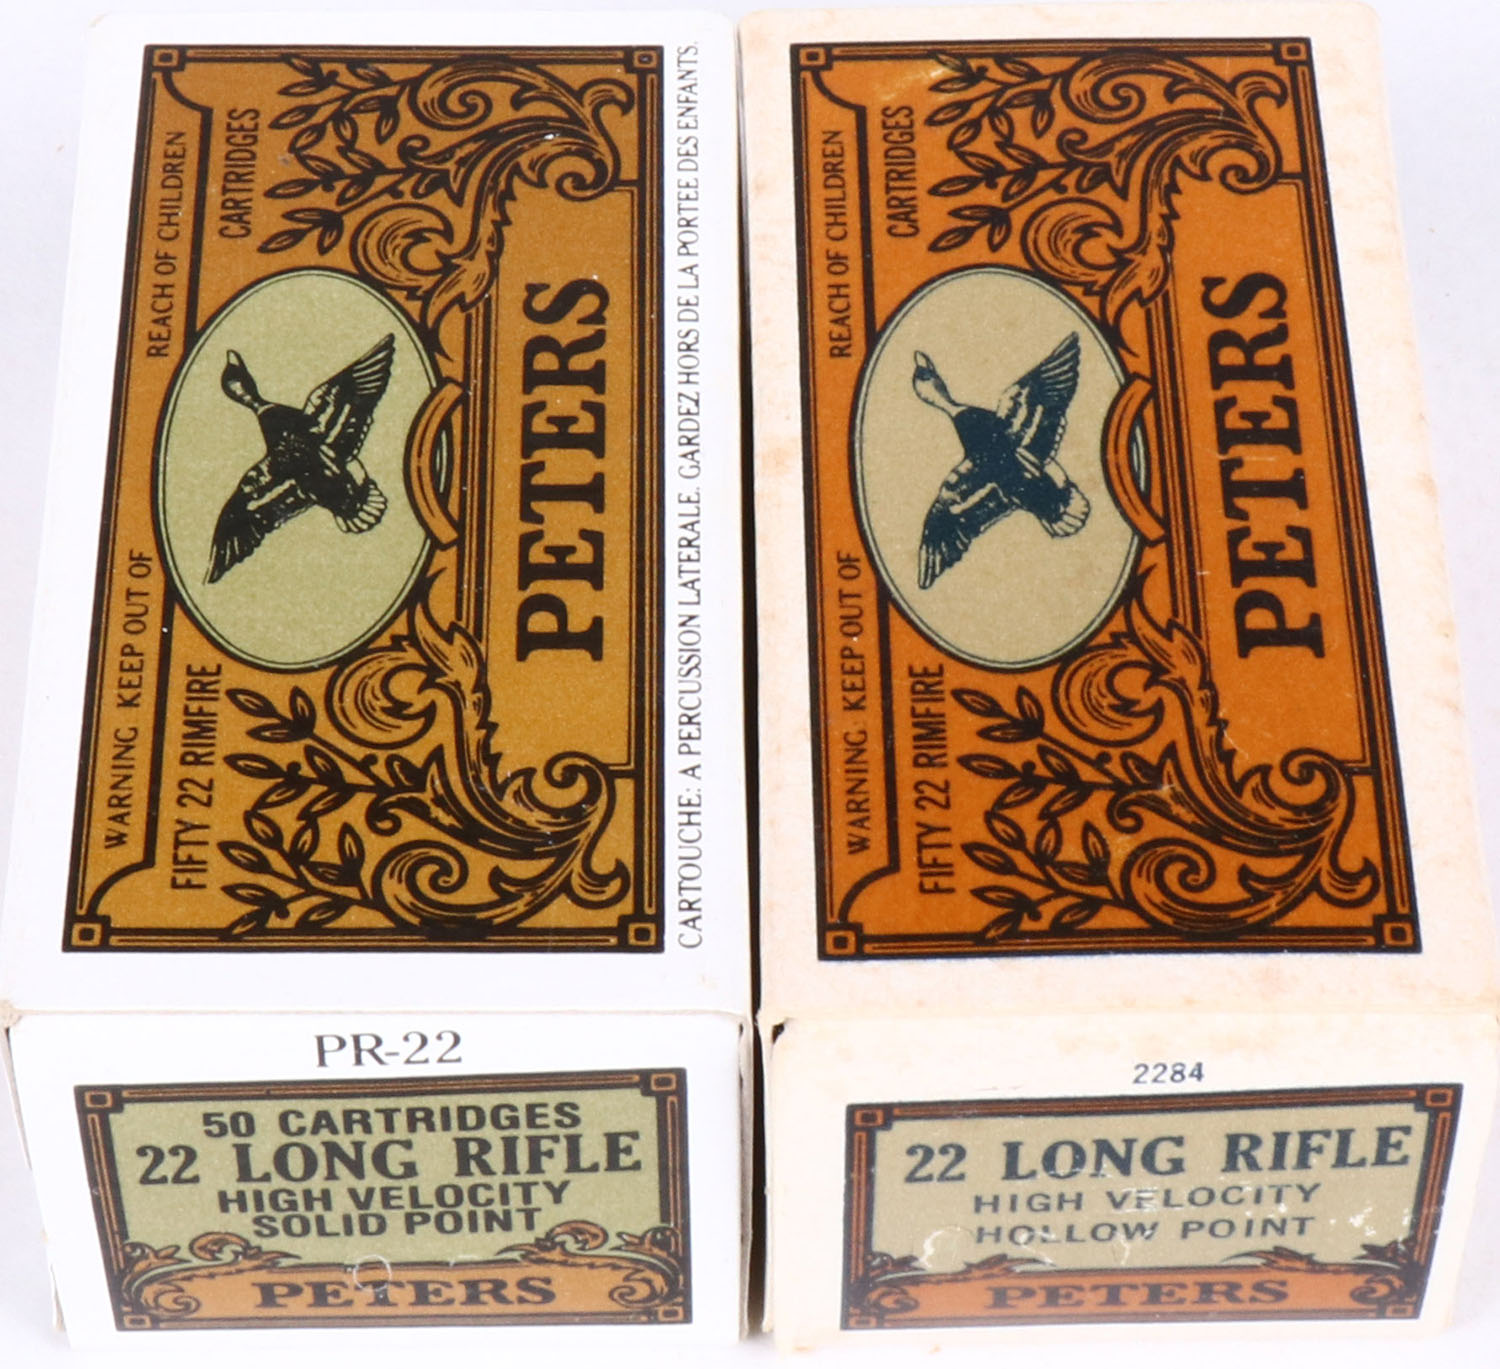 WARNING: KEEP OUT OF REACH OF CHILDREN
FIFTY 22 RIMFIRE CARTRIDGES
PETERS
CARTOUCHE: A PERCUSSION LATERALE. GARDEZ HORS DE LA PORTEE DES ENFANTS.
PR-22
50 CARTRIDGES
22 LONG RIFLE
HIGH VELOCITY
SOLID POINT
PETERS
WARNING: KEEP OUT OF REACH OF CHILDREN
FIFTY 22 RIMFIRE CARTRIDGES
PETERS
2284
22 LONG RIFLE
HIGH VELOCITY
HOLLOW POINT
PETERS